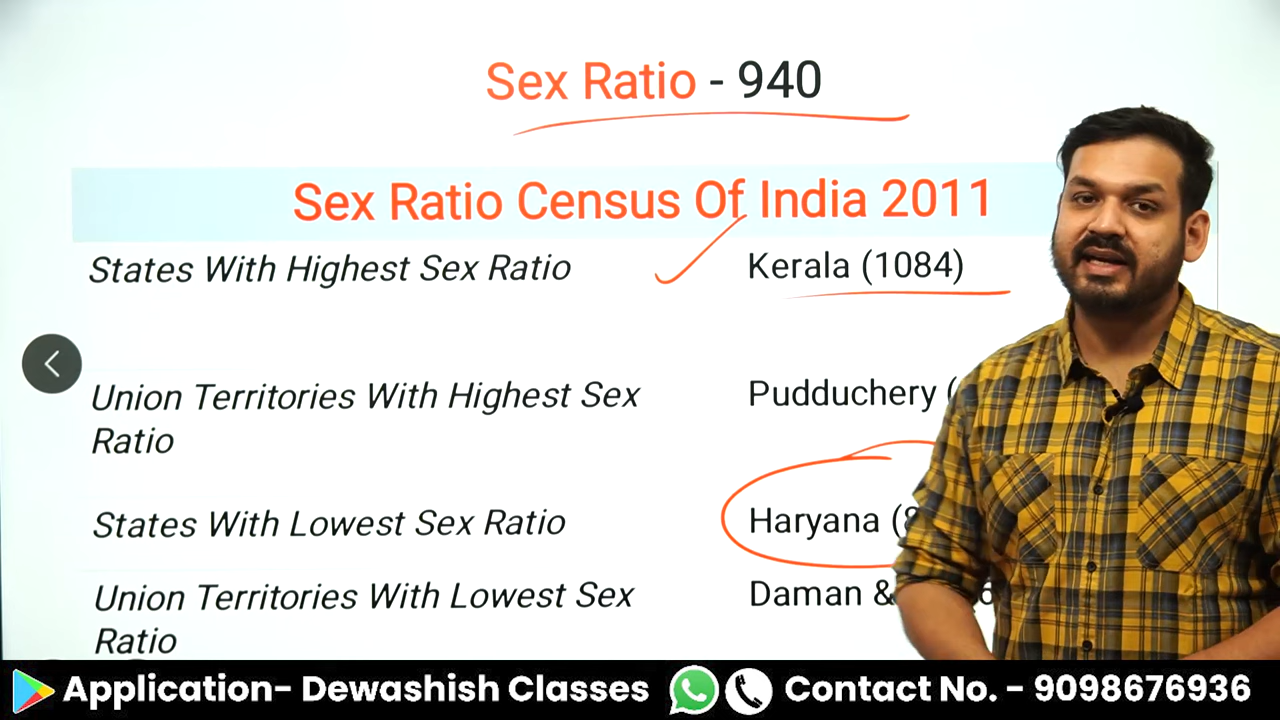 Sex Ratio - 940
Sex Ratio Census Of India 2011
States With Highest Sex Ratio Kerala (1084)
Union Territories With Highest Sex Pudduchery (
Ratio
States With Lowest Sex Ratio Haryana (8
Union Territories With Lowest Sex Daman & 6
Ratio
Application- Dewashish Classes Contact No. - 9098676936